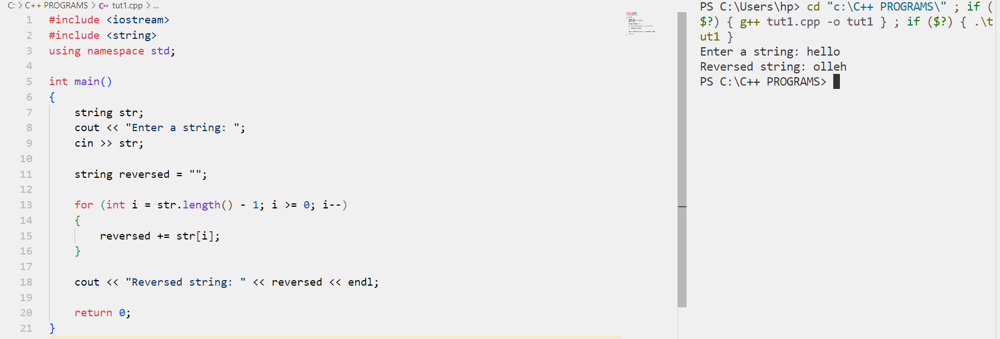 C: > C++ PROGRAMS > C++ tut1.cpp > ...
1 #include <iostream>
2 #include <string>
3 using namespace std;
4
5 int main()
6 {
7     string str;
8     cout << "Enter a string: ";
9     cin >> str;
10
11     string reversed = "";
12
13     for (int i = str.length() - 1; i >= 0; i--)
14     {
15         reversed += str[i];
16     }
17
18     cout << "Reversed string: " << reversed << endl;
19
20     return 0;
21 }
PS C:\Users\hp> cd "c:\C++ PROGRAMS\" ; if (
$?) { g++ tut1.cpp -o tut1 } ; if ($?) { .\t
ut1 }
Enter a string: hello
Reversed string: olleh
PS C:\C++ PROGRAMS>